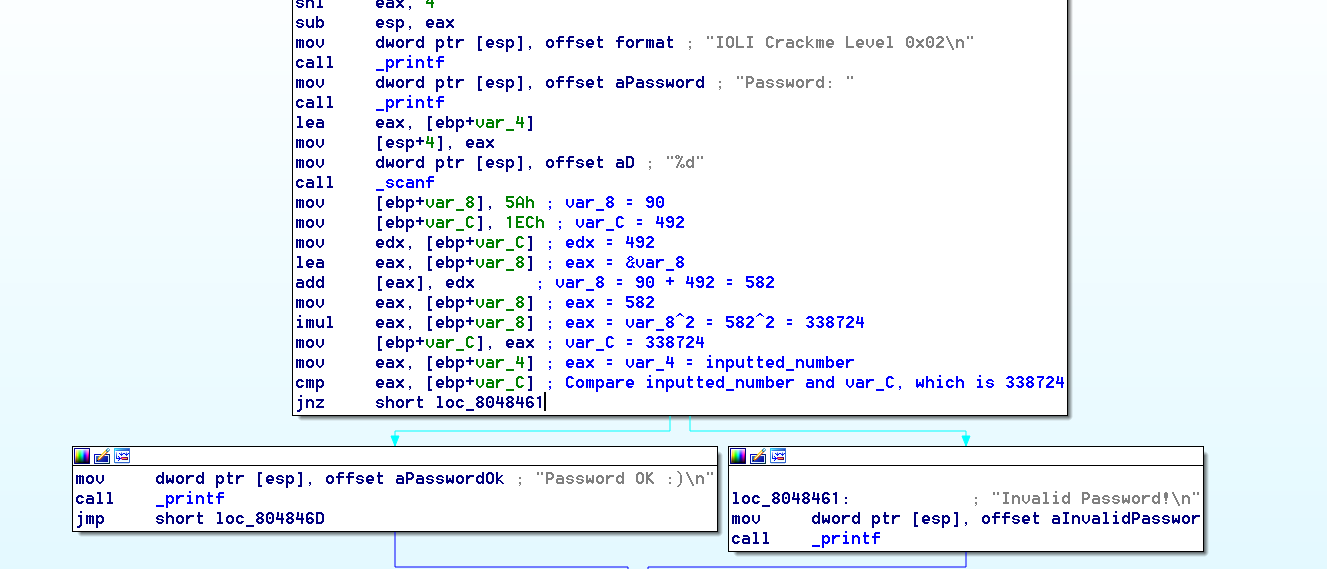 shl eax, 4
sub esp, eax
mov dword ptr [esp], offset format ; "IOLI Crackme Level 0x02\n"
call _printf
mov dword ptr [esp], offset aPassword ; "Password: "
call _printf
lea eax, [ebp+var_4]
mov [esp+4], eax
mov dword ptr [esp], offset aD ; "%d"
call _scanf
mov [ebp+var_8], 5Ah ; var_8 = 90
mov [ebp+var_C], 1ECh ; var_C = 492
mov edx, [ebp+var_C] ; edx = 492
lea eax, [ebp+var_8] ; eax = &var_8
add [eax], edx ; var_8 = 90 + 492 = 582
mov eax, [ebp+var_8] ; eax = 582
imul eax, [ebp+var_8] ; eax = var_8^2 = 582^2 = 338724
mov [ebp+var_C], eax ; var_C = 338724
mov eax, [ebp+var_4] ; eax = var_4 = inputted_number
cmp eax, [ebp+var_C] ; Compare inputted_number and var_C, which is 338724
jnz short loc_8048461
mov dword ptr [esp], offset aPasswordOk ; "Password OK :)\n"
call _printf
jmp short loc_804846D
loc_8048461: ; "Invalid Password!\n"
mov dword ptr [esp], offset aInvalidPasswor
call _printf